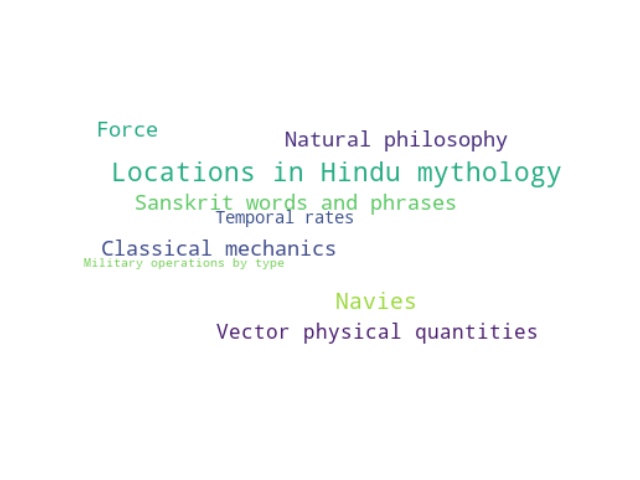 Force
Natural philosophy
Locations in Hindu mythology
Sanskrit words and phrases
Temporal rates
Classical mechanics
Military operations by type
Navies
Vector physical quantities